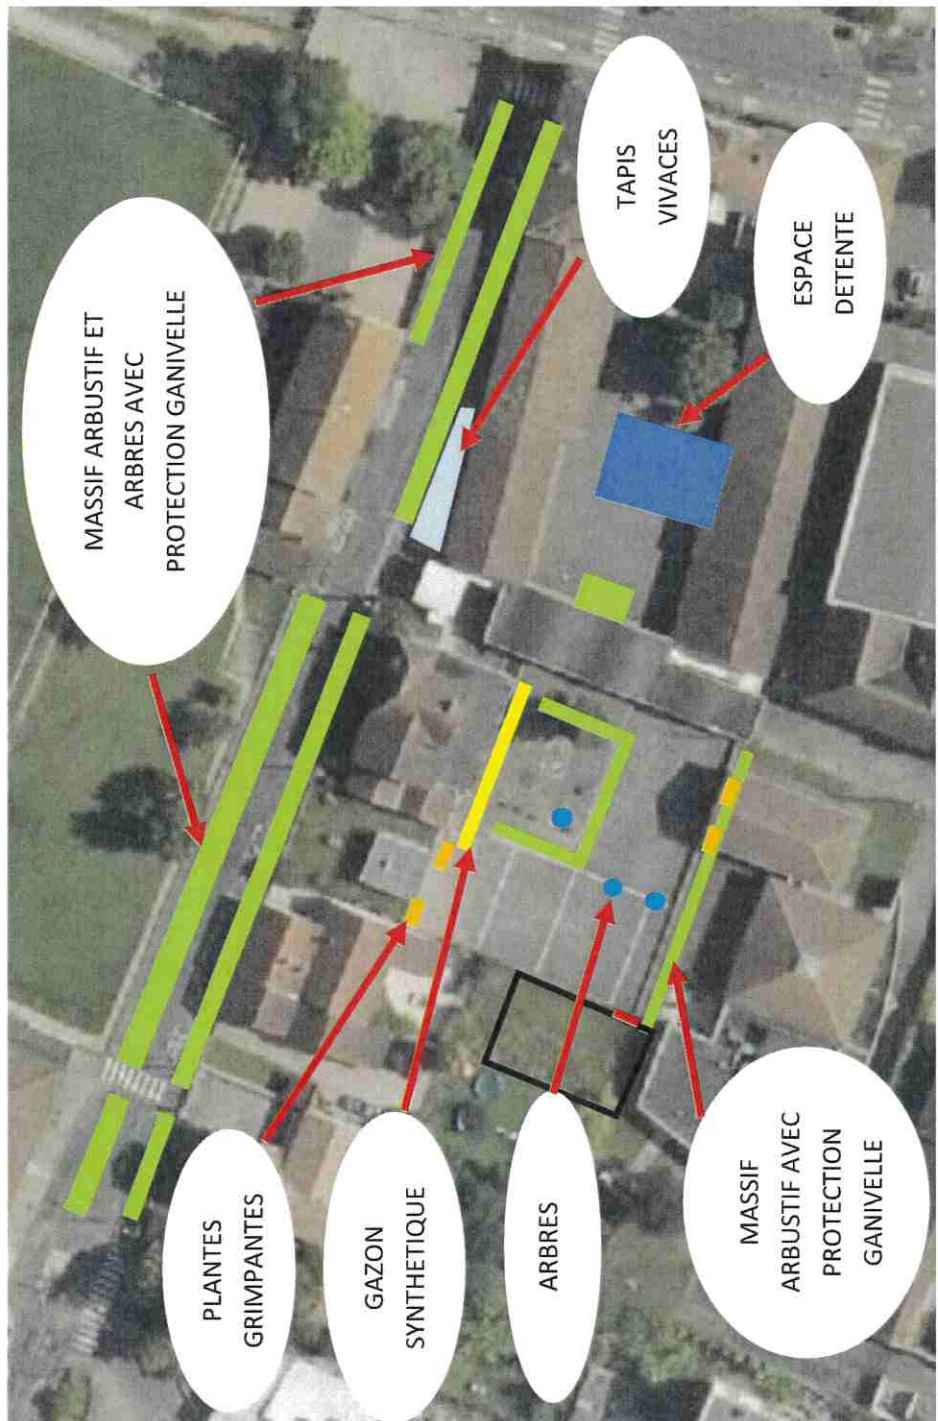 MASSIF ARBUSTIF ET
ARBRES AVEC
PROTECTION GANIVELLE
TAPIS
VIVACES
ESPACE
DETENTE
PLANTES
GRIMPANTES
GAZON
SYNTHETIQUE
ARBRES
MASSIF
ARBUSTIF AVEC
PROTECTION
GANIVELLE